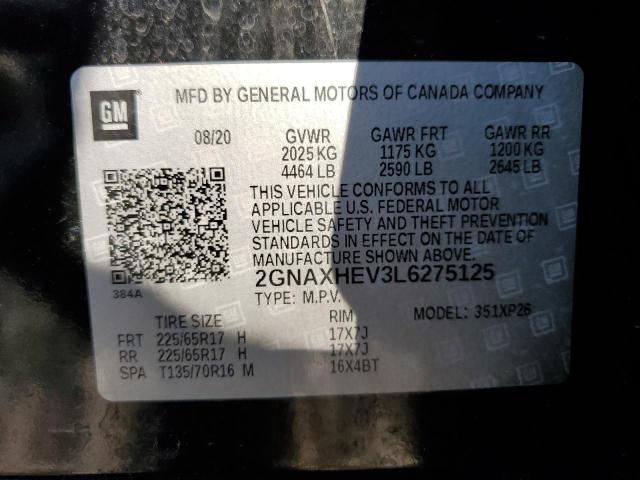 GM
MFD BY GENERAL MOTORS OF CANADA COMPANY
08/20 GVWR GAWR FRT GAWR RR
2025 KG 1175 KG 1200 KG
4464 LB 2590 LB 2645 LB
THIS VEHICLE CONFORMS TO ALL
APPLICABLE U.S. FEDERAL MOTOR
VEHICLE SAFETY AND THEFT PREVENTION
STANDARDS IN EFFECT ON THE DATE OF
MANUFACTURE SHOWN ABOVE.
384A
2GNAXHEV3L6275125
TYPE: M.P.V.
MODEL: 351XP26
TIRE SIZE RIM
FRT 225/65R17 H 17X7J
RR 225/65R17 H 17X7J
SPA T135/70R16 M 16X4BT